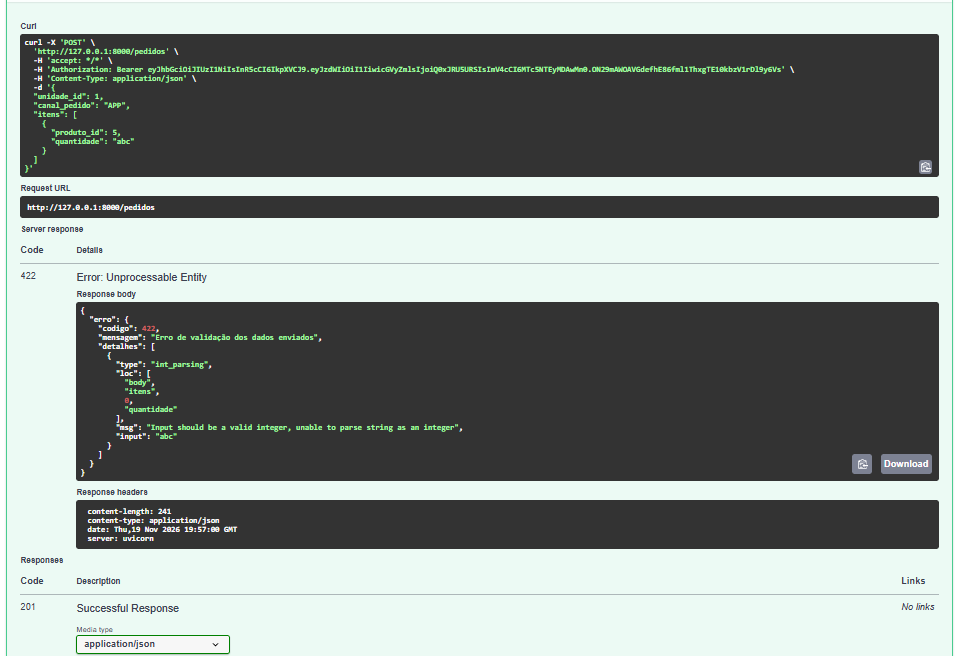 Curl
curl -X 'POST' \
'http://127.0.0.1:8000/pedidos' \
-H 'accept: */*' \
-H 'Authorization: Bearer \
-H 'Content-Type: application/json' \
-d '{
"unidade_id": 1,
"canal_pedido": "APP",
"itens": [
{
"produto_id": 5,
"quantidade": "abc"
}
]
}'
Request URL
http://127.0.0.1:8000/pedidos
Server response
Code Details
422 Error: Unprocessable Entity
Response body
{
"erro": {
"codigo": 422,
"mensagem": "Erro de validação dos dados enviados",
"detalhes": [
{
"type": "int_parsing",
"loc": [
"body",
"itens",
0,
"quantidade"
],
"msg": "Input should be a valid integer, unable to parse string as an integer",
"input": "abc"
}
]
}
}
Download
Response headers
content-length: 241
content-type: application/json
date: Thu,19 Nov 2026 19:57:00 GMT
server: uvicorn
Responses
Code Description Links
201 Successful Response No links
Media type
application/json